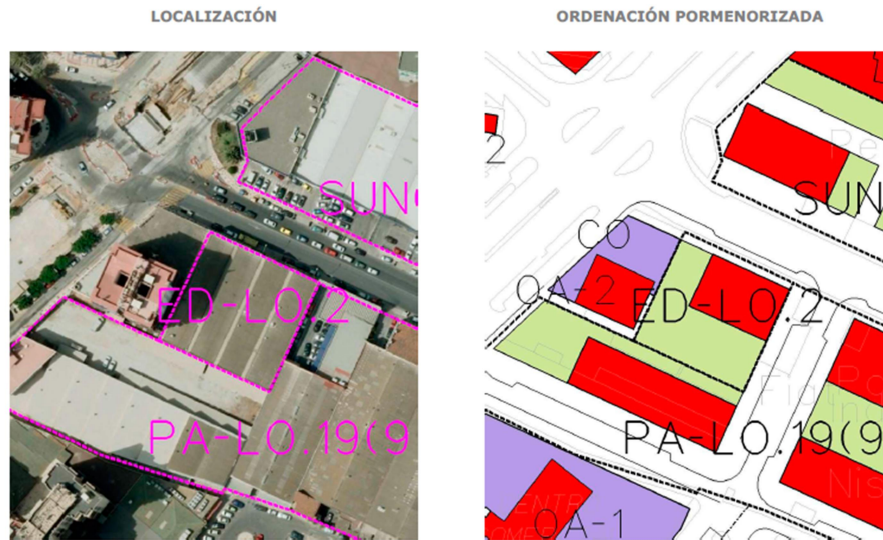 LOCALIZACIÓN
ORDENACIÓN PORMENORIZADA
SUN
ED-LO.2
PA-LO.19(9
2
SUN
CO
OA-2
ED-LO.2
PA-LO.19(9
OA-1